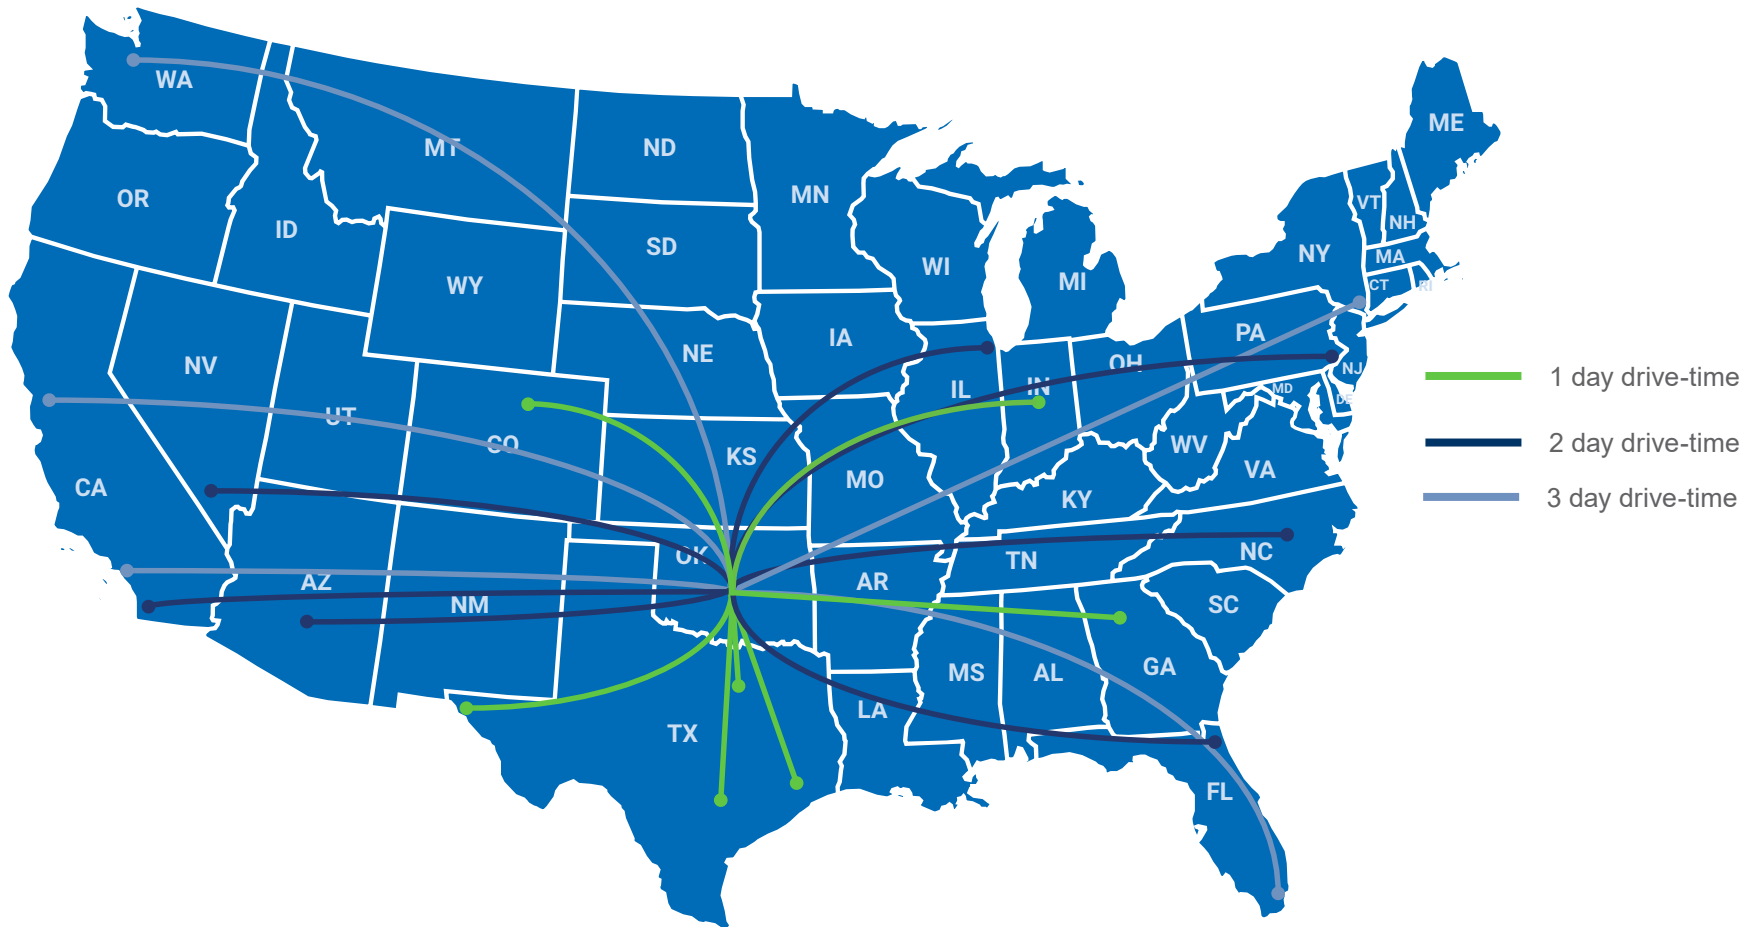 WA
MT
ND
MN
ME
OR
ID
SD
WI
MI
VT
NH
NY
MA
CT
RI
WY
NV
NE
IA
PA
OH
NJ
IL
IN
MD
DE
UT
CO
KS
MO
WV
VA
KY
CA
AZ
NM
OK
AR
TN
NC
SC
MS
AL
GA
LA
TX
FL
1 day drive-time
2 day drive-time
3 day drive-time